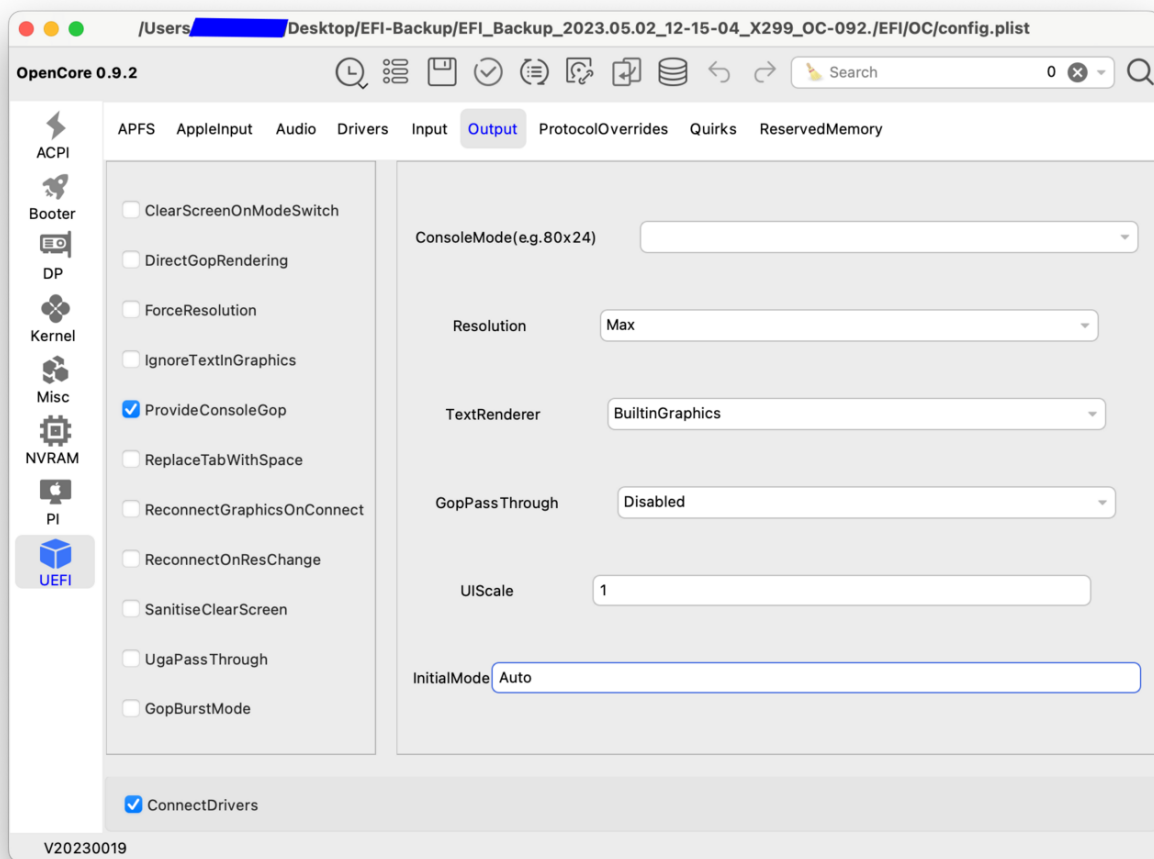 /Users Desktop/EFI-Backup/EFI_Backup_2023.05.02_12-15-04_X299_OC-092./EFI/OC/config.plist
OpenCore 0.9.2
Search 0
ACPI
Booter
DP
Kernel
Misc
NVRAM
PI
UEFI
APFS AppleInput Audio Drivers Input Output ProtocolOverrides Quirks ReservedMemory
ClearScreenOnModeSwitch
DirectGopRendering
ForceResolution
IgnoreTextInGraphics
ProvideConsoleGop
ReplaceTabWithSpace
ReconnectGraphicsOnConnect
ReconnectOnResChange
SanitiseClearScreen
UgaPassThrough
GopBurstMode
ConsoleMode(e.g.80x24)
Resolution Max
TextRenderer BuiltinGraphics
GopPassThrough Disabled
UIScale 1
InitialMode Auto
ConnectDrivers
V20230019